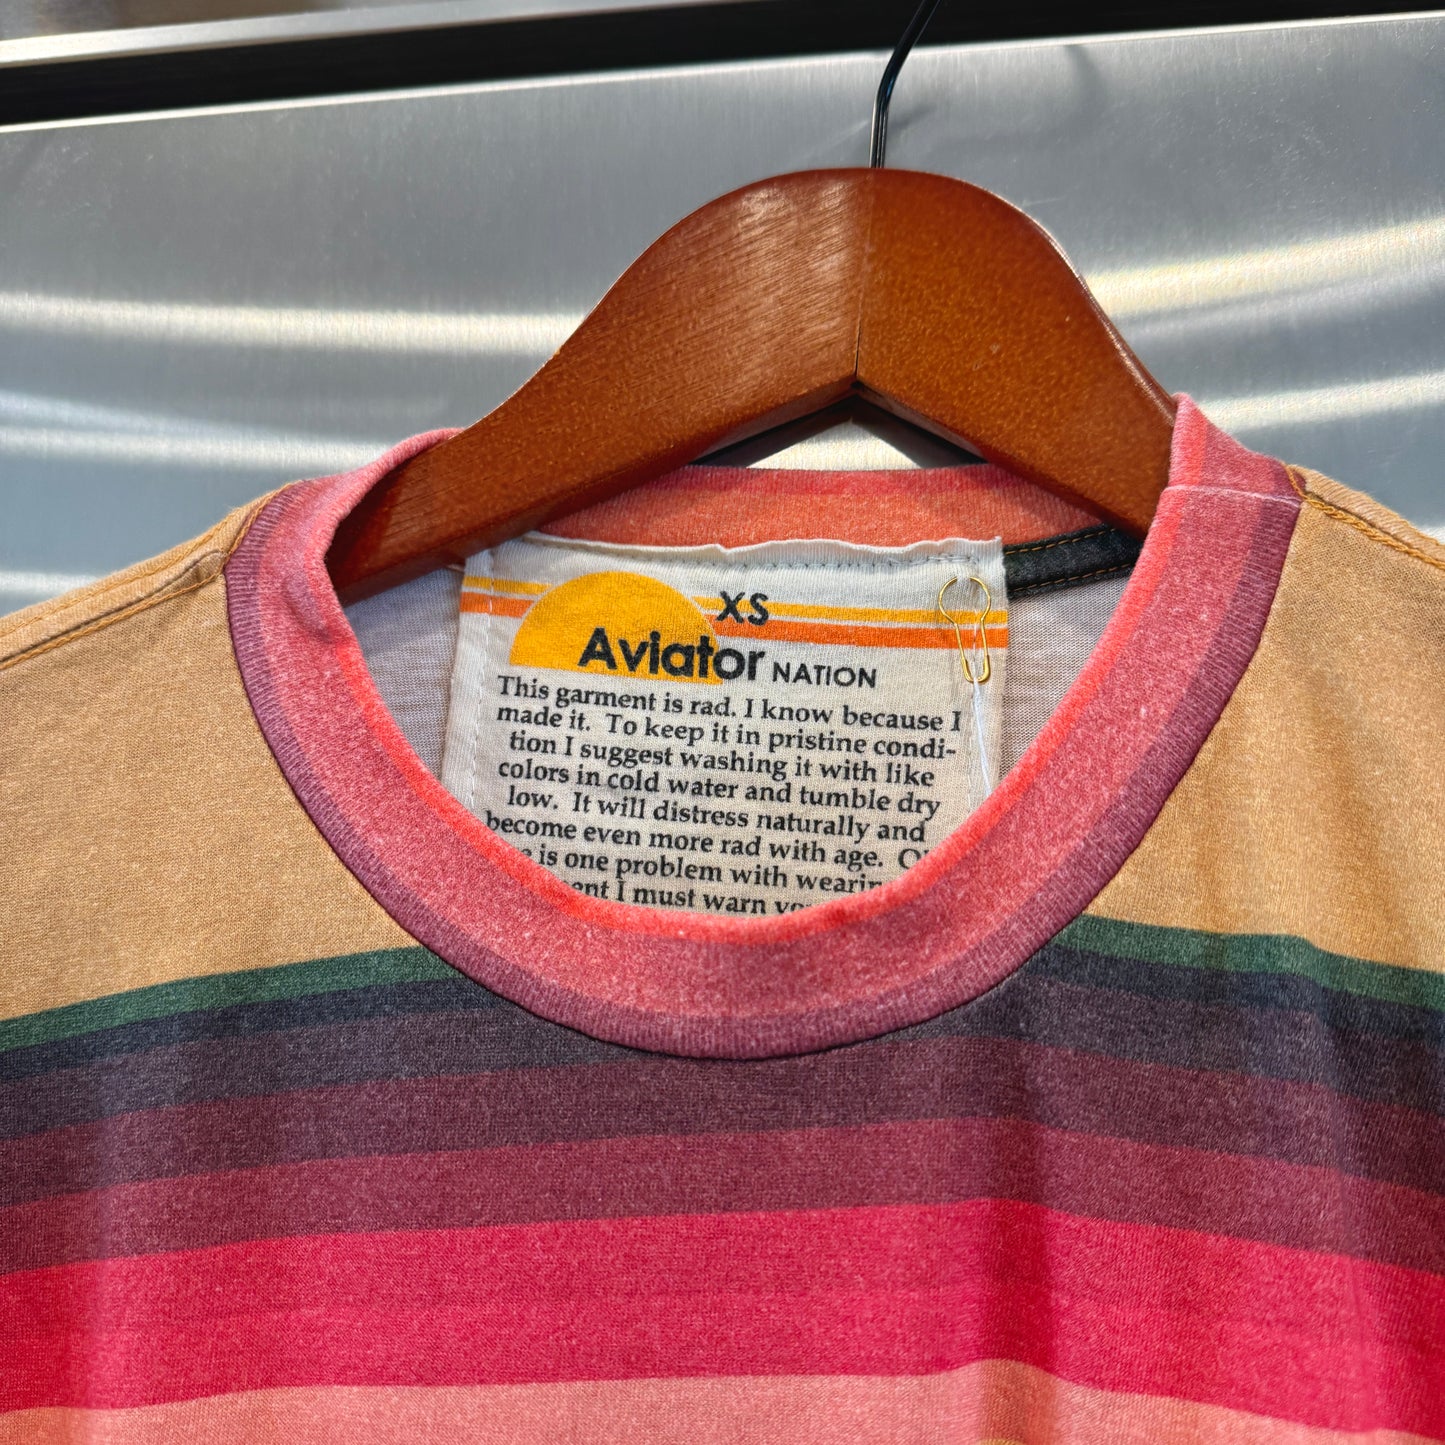 XS
Aviator NATION
This garment is rad. I know because I
made it. To keep it in pristine condi-
tion I suggest washing it with like
colors in cold water and tumble dry
low. It will distress naturally and
become even more rad with age.
is one problem with
I must warn